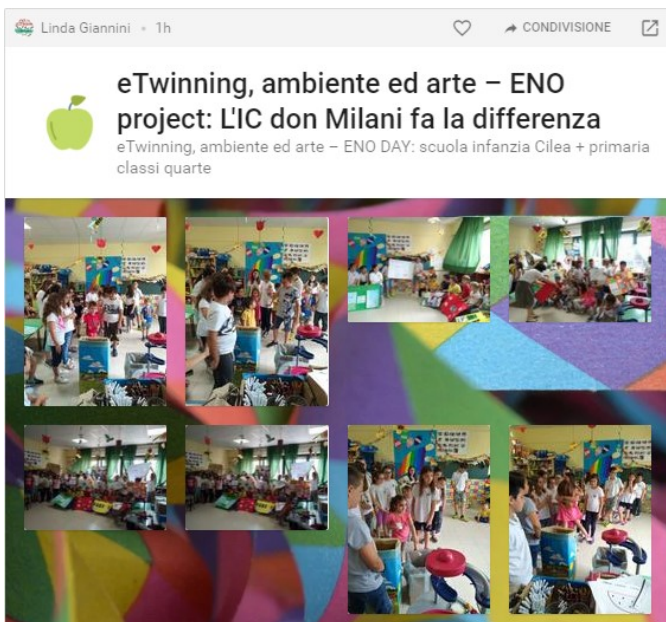 Linda Giannini • 1h
CONDIVISIONE
eTwinning, ambiente ed arte – ENO
project: L'IC don Milani fa la differenza
eTwinning, ambiente ed arte – ENO DAY: scuola infanzia Cilea + primaria
classi quarte